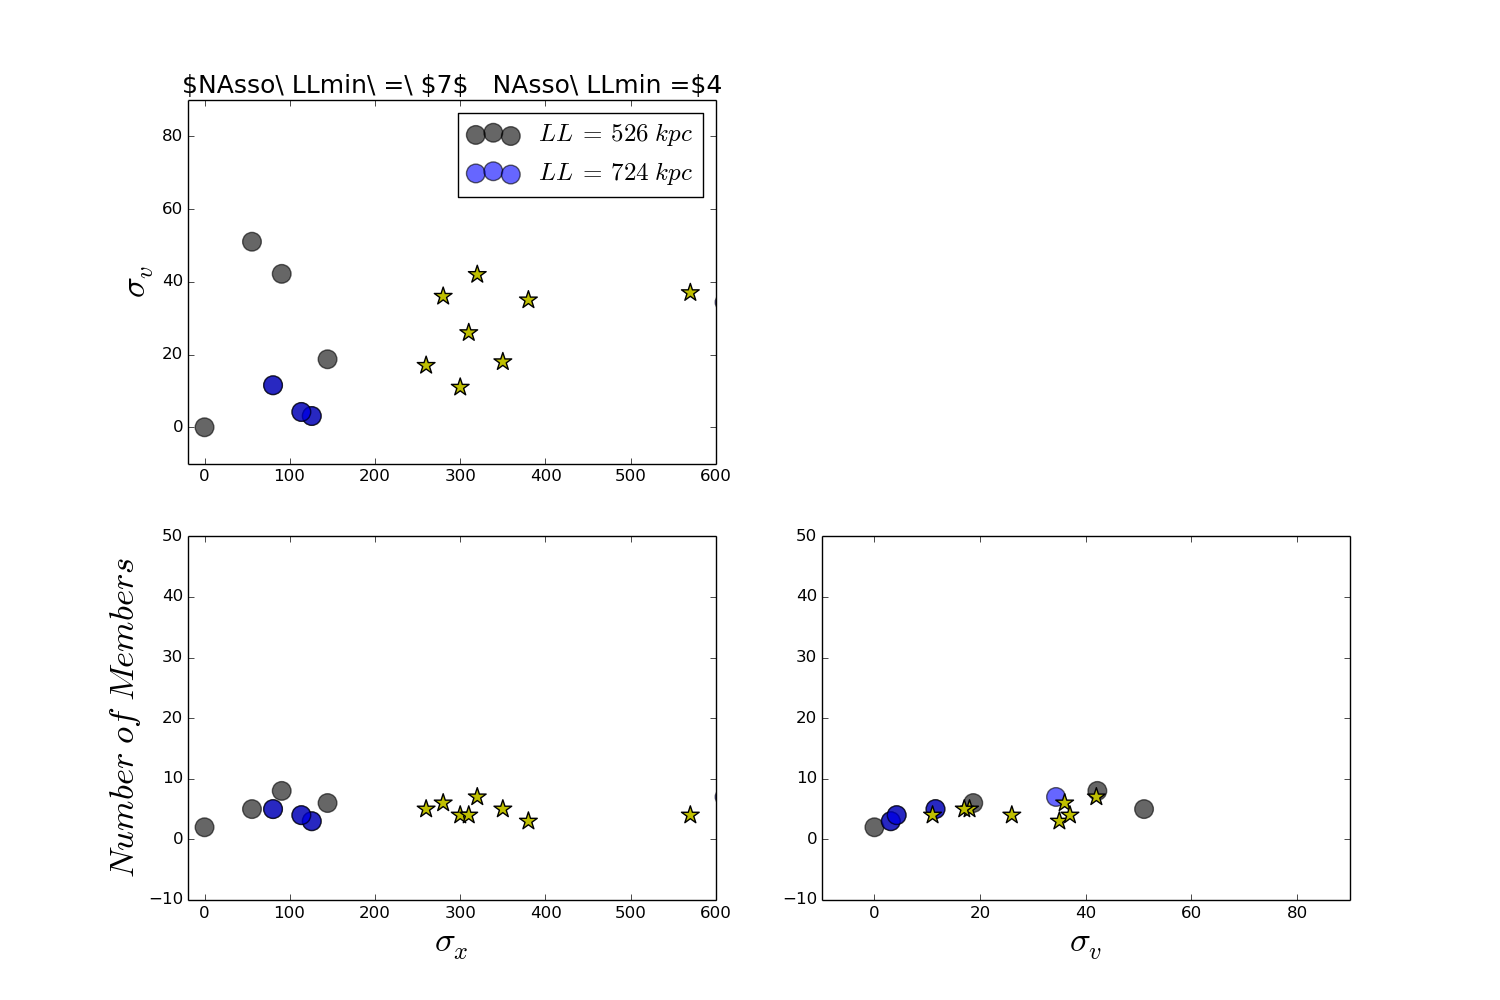 $NAsso\ LLmin\ =\ $7$   NAsso\ LLmin =$4
LL = 526 kpc
LL = 724 kpc
80
60
40
20
0
σ_v
0 100 200 300 400 500 600
50
40
30
20
10
0
−10
Number of Members
0 100 200 300 400 500 600
σ_x
50
40
30
20
10
0
−10
0 20 40 60 80
σ_v